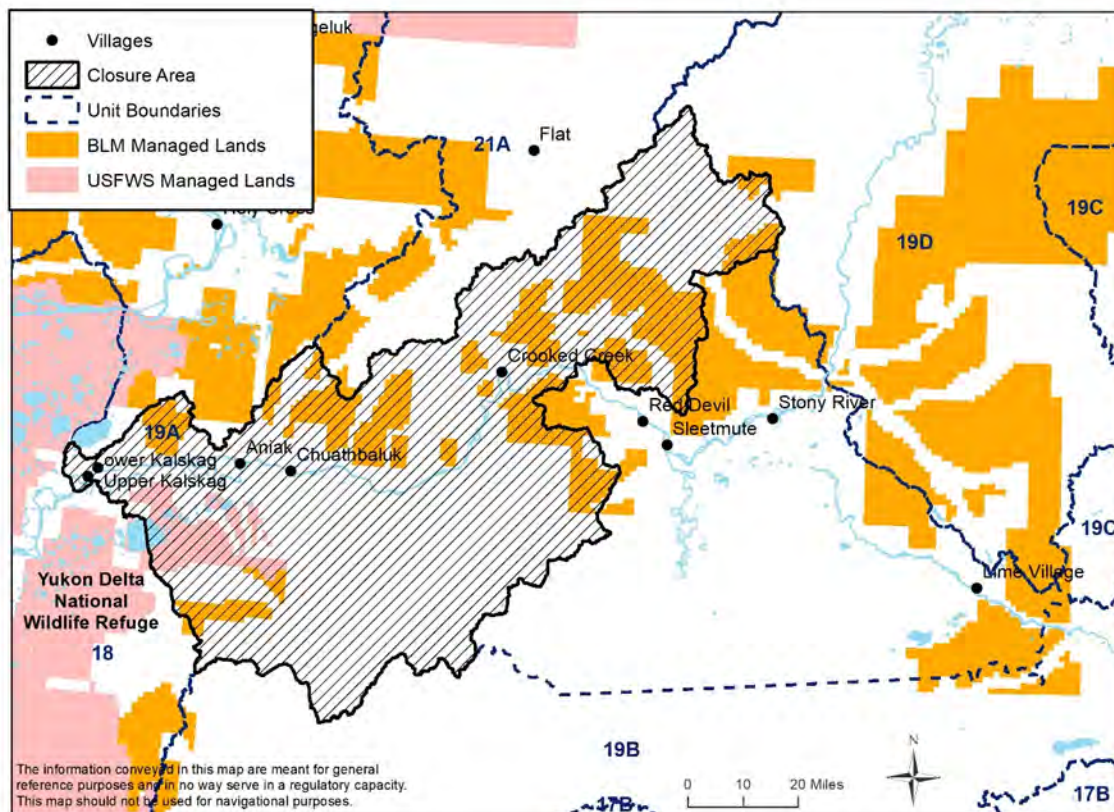 geluk
Villages
Closure Area
Unit Boundaries
BLM Managed Lands
USFWS Managed Lands
21A
Flat
19C
19D
Crooked Creek
Red Devil
Stony River
Sleetmute
19A
Aniak
Chuathbaluk
ower Kalskag
Upper Kalskag
19C
Lime Village
Yukon Delta
National
Wildlife Refuge
18
19B
N
The information conveyed in this map are meant for general
reference purposes and in no way serve in a regulatory capacity.
This map should not be used for navigational purposes.
0 10 20 Miles
17B
17B